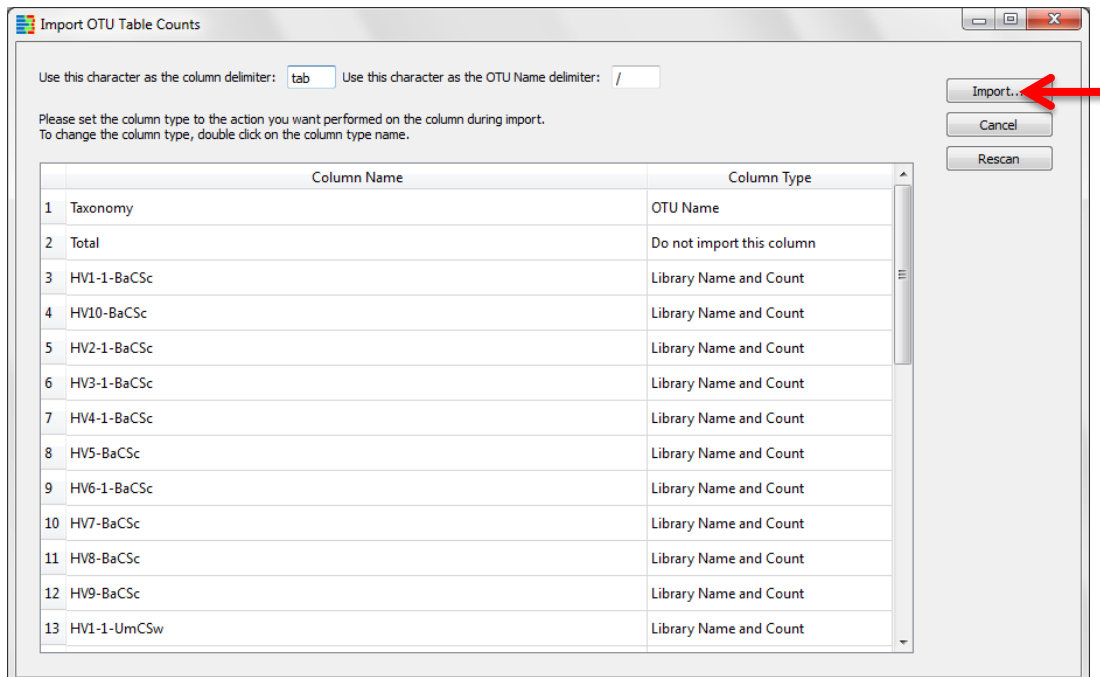 Import OTU Table Counts
Use this character as the column delimiter: tab Use this character as the OTU Name delimiter: /
Import...
Please set the column type to the action you want performed on the column during import.
To change the column type, double click on the column type name.
Cancel
Rescan
Column Name Column Type
1 Taxonomy OTU Name
2 Total Do not import this column
3 HV1-1-BaCSc Library Name and Count
4 HV10-BaCSc Library Name and Count
5 HV2-1-BaCSc Library Name and Count
6 HV3-1-BaCSc Library Name and Count
7 HV4-1-BaCSc Library Name and Count
8 HV5-BaCSc Library Name and Count
9 HV6-1-BaCSc Library Name and Count
10 HV7-BaCSc Library Name and Count
11 HV8-BaCSc Library Name and Count
12 HV9-BaCSc Library Name and Count
13 HV1-1-UmCSw Library Name and Count